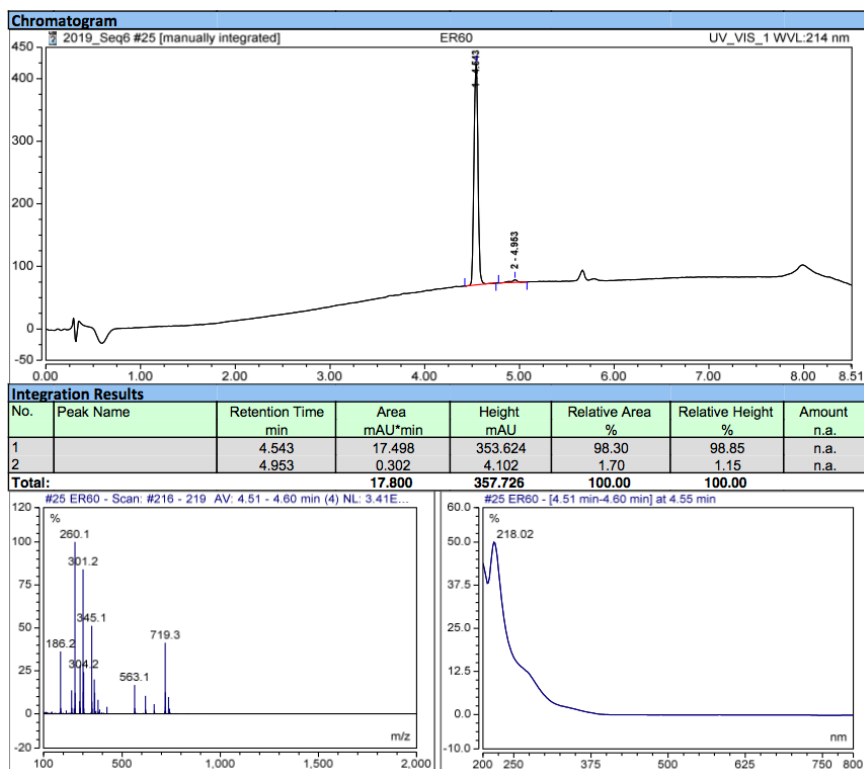 Chromatogram
2019_Seq6 #25 [manually integrated] ER60 UV_VIS_1 WVL:214 nm
450
400
300
200
100
0
-50
1 - 4.543
2 - 4.953
0.00 1.00 2.00 3.00 4.00 5.00 6.00 7.00 8.00 8.51
Integration Results
No. Peak Name Retention Time Area Height Relative Area Relative Height Amount
min mAU*min mAU % % n.a.
1 4.543 17.498 353.624 98.30 98.85 n.a.
2 4.953 0.302 4.102 1.70 1.15 n.a.
Total: 17.800 357.726 100.00 100.00
#25 ER60 - Scan: #216 - 219 AV: 4.51 - 4.60 min (4) NL: 3.41E...
120
100
75
50
25
0
-20
%
260.1
301.2
345.1
719.3
186.2
304.2
563.1
m/z
100 500 1,000 1,500 2,000
#25 ER60 - [4.51 min-4.60 min] at 4.55 min
60.0
50.0
37.5
25.0
12.5
0.0
-10.0
%
218.02
nm
200 250 375 500 625 800